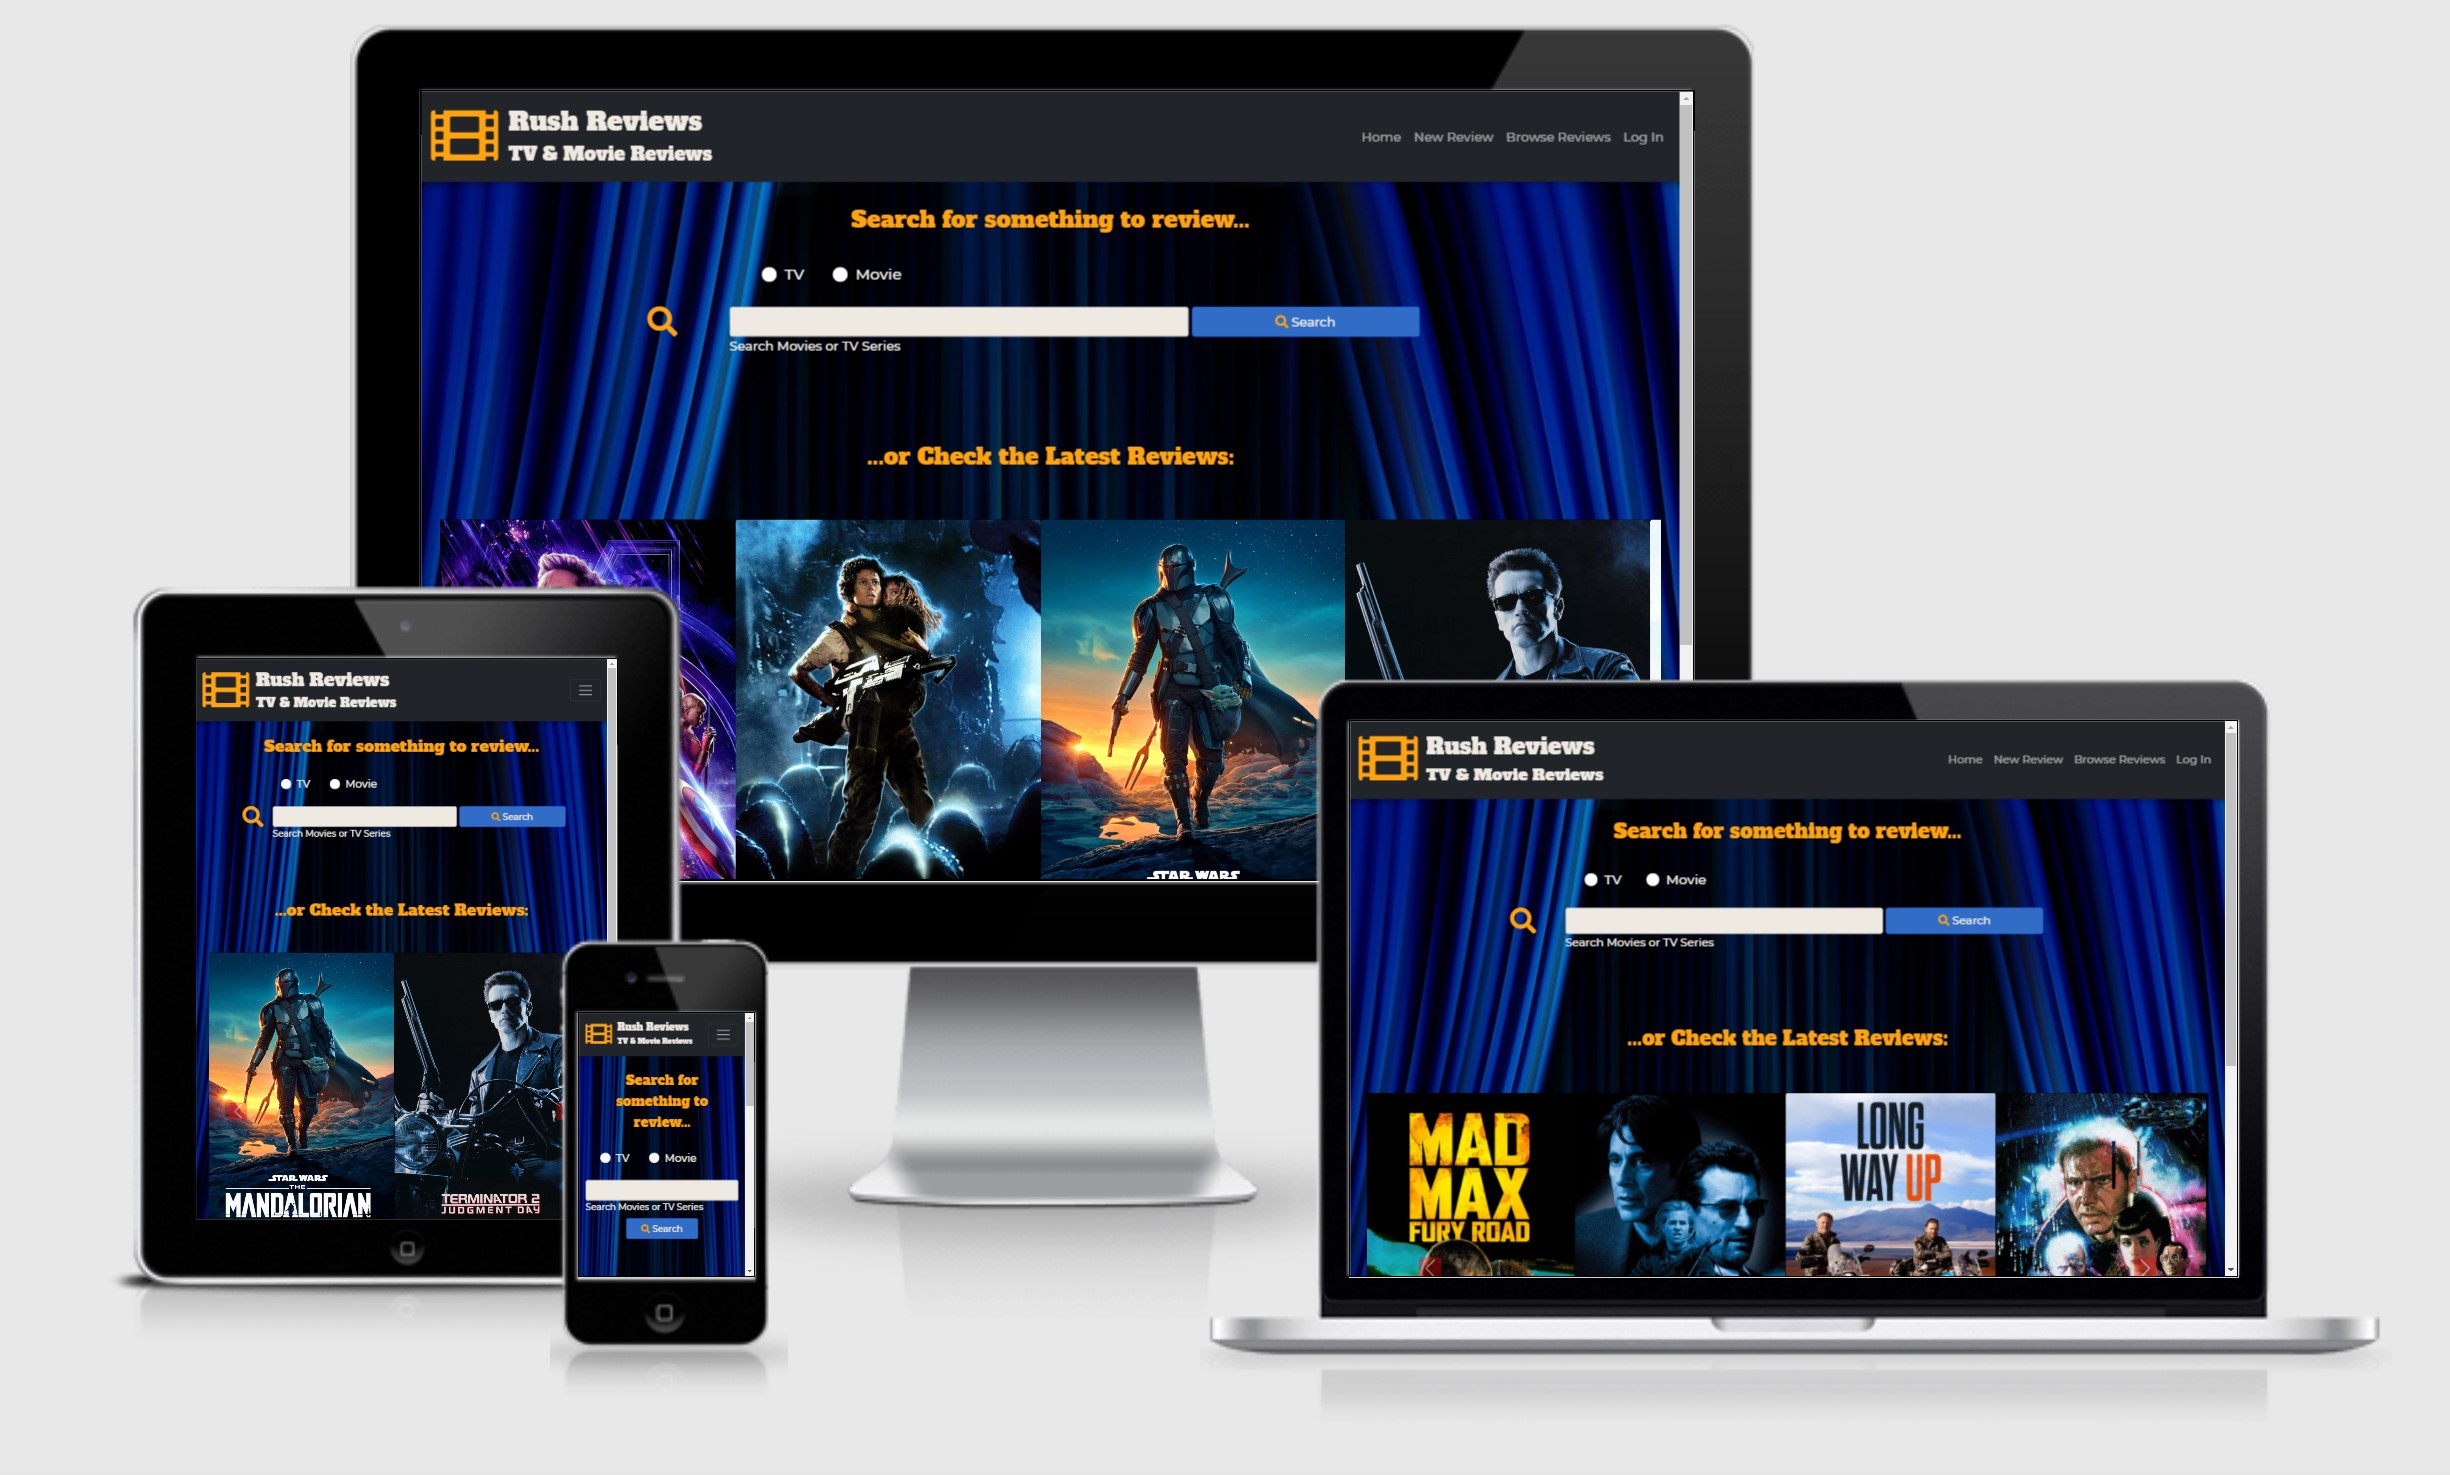 Rush Reviews
TV & Movie Reviews
Home New Review Browse Reviews Log In
Search for something to review...
TV Movie
Search
Search Movies or TV Series
...or Check the Latest Reviews:
STAR WARS
Rush Reviews
TV & Movie Reviews
Search for something to review...
TV Movie
Search
Search Movies or TV Series
...or Check the Latest Reviews:
STAR WARS
THE
MANDALORIAN
TERMINATOR 2
JUDGMENT DAY
Rush Reviews
TV & Movie Reviews
Search for
something to
review...
TV Movie
Search Movies or TV Series
Search
Rush Reviews
TV & Movie Reviews
Home New Review Browse Reviews Log In
Search for something to review...
TV Movie
Search
Search Movies or TV Series
...or Check the Latest Reviews:
MAD
MAX
FURY ROAD
LONG
WAY UP